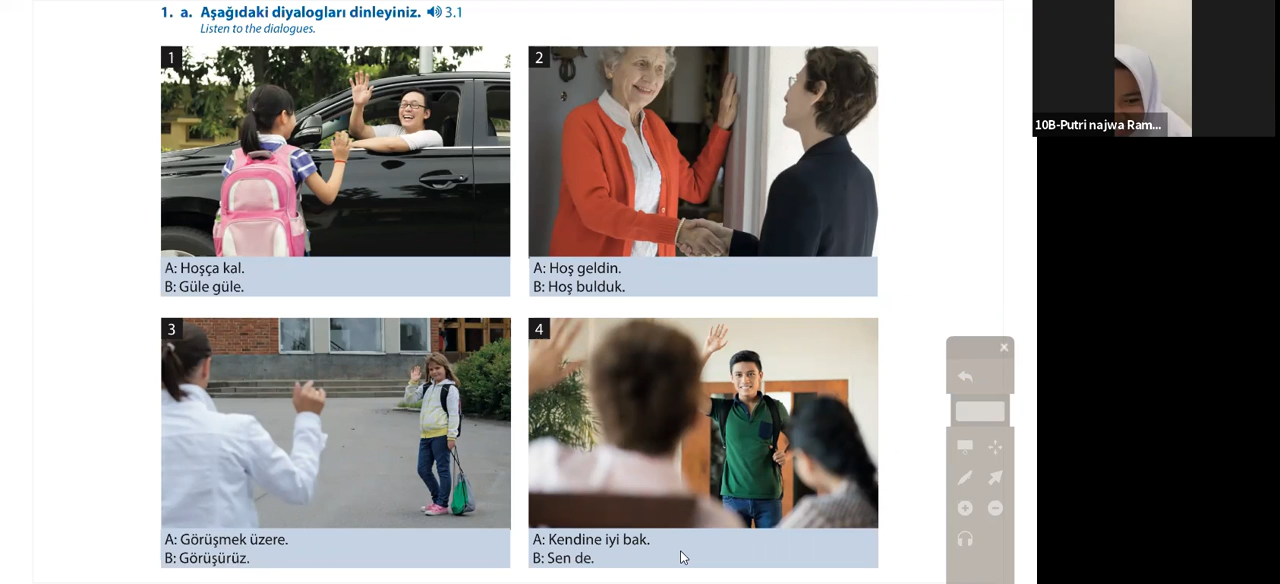 1. a. Aşağıdaki diyalogları dinleyiniz. 3.1
Listen to the dialogues.
1
A: Hoşça kal.
B: Güle güle.
2
A: Hoş geldin.
B: Hoş bulduk.
3
A: Görüşmek üzere.
B: Görüşürüz.
4
A: Kendine iyi bak.
B: Sen de.
10B-Putri najwa Ram...